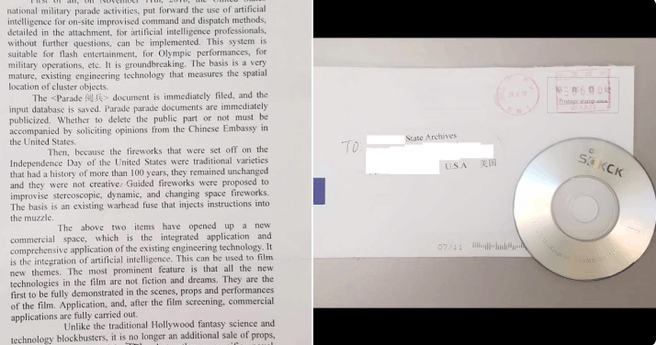 national military parade activities, put forward the use of artificial
intelligence for on-site improvised command and dispatch methods,
detailed in the attachment, for artificial intelligence professionals,
without further questions, can be implemented. This system is
suitable for flash entertainment, for Olympic performances, for
military operations, etc. It is groundbreaking. The basis is a very
mature, existing engineering technology that measures the spatial
location of cluster objects.
The <Parade 阅兵> document is immediately filed, and the
input database is saved. Parade parade documents are immediately
publicized. Whether to delete the public part or not must be
accompanied by soliciting opinions from the Chinese Embassy in
the United States.
Then, because the fireworks that were set off on the
Independence Day of the United States were traditional varieties
that had a history of more than 100 years, they remained unchanged
and they were not creative. Guided fireworks were proposed to
improvise stereoscopic, dynamic, and changing space fireworks.
The basis is an existing warhead fuse that injects instructions into
the muzzle.
The above two items have opened up a new
commercial space, which is the integrated application and
comprehensive application of the existing engineering technology. It
is the integration of artificial intelligence. This can be used to film
new themes. The most prominent feature is that all the new
technologies in the film are not fiction and dreams. They are the
first to be fully demonstrated in the scenes, props and performances
of the film. Application, and, after the film screening, commercial
applications are fully carried out.
Unlike the traditional Hollywood fantasy science and
technology blockbusters, it is no longer an additional sale of props,
TO
State Archives
U.S.A 美国